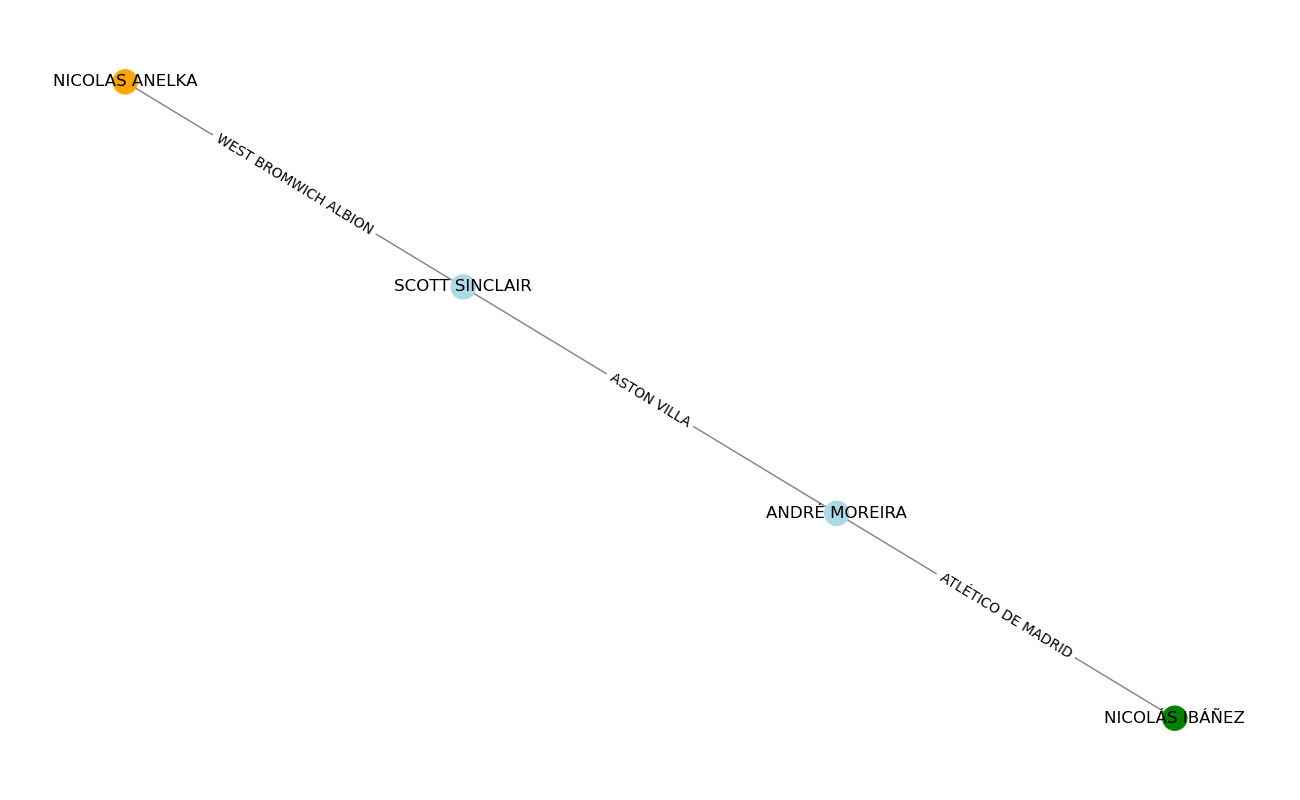 NICOLAS ANELKA
WEST BROMWICH ALBION
SCOTT SINCLAIR
ASTON VILLA
ANDRÉ MOREIRA
ATLÉTICO DE MADRID
NICOLÁS IBÁÑEZ